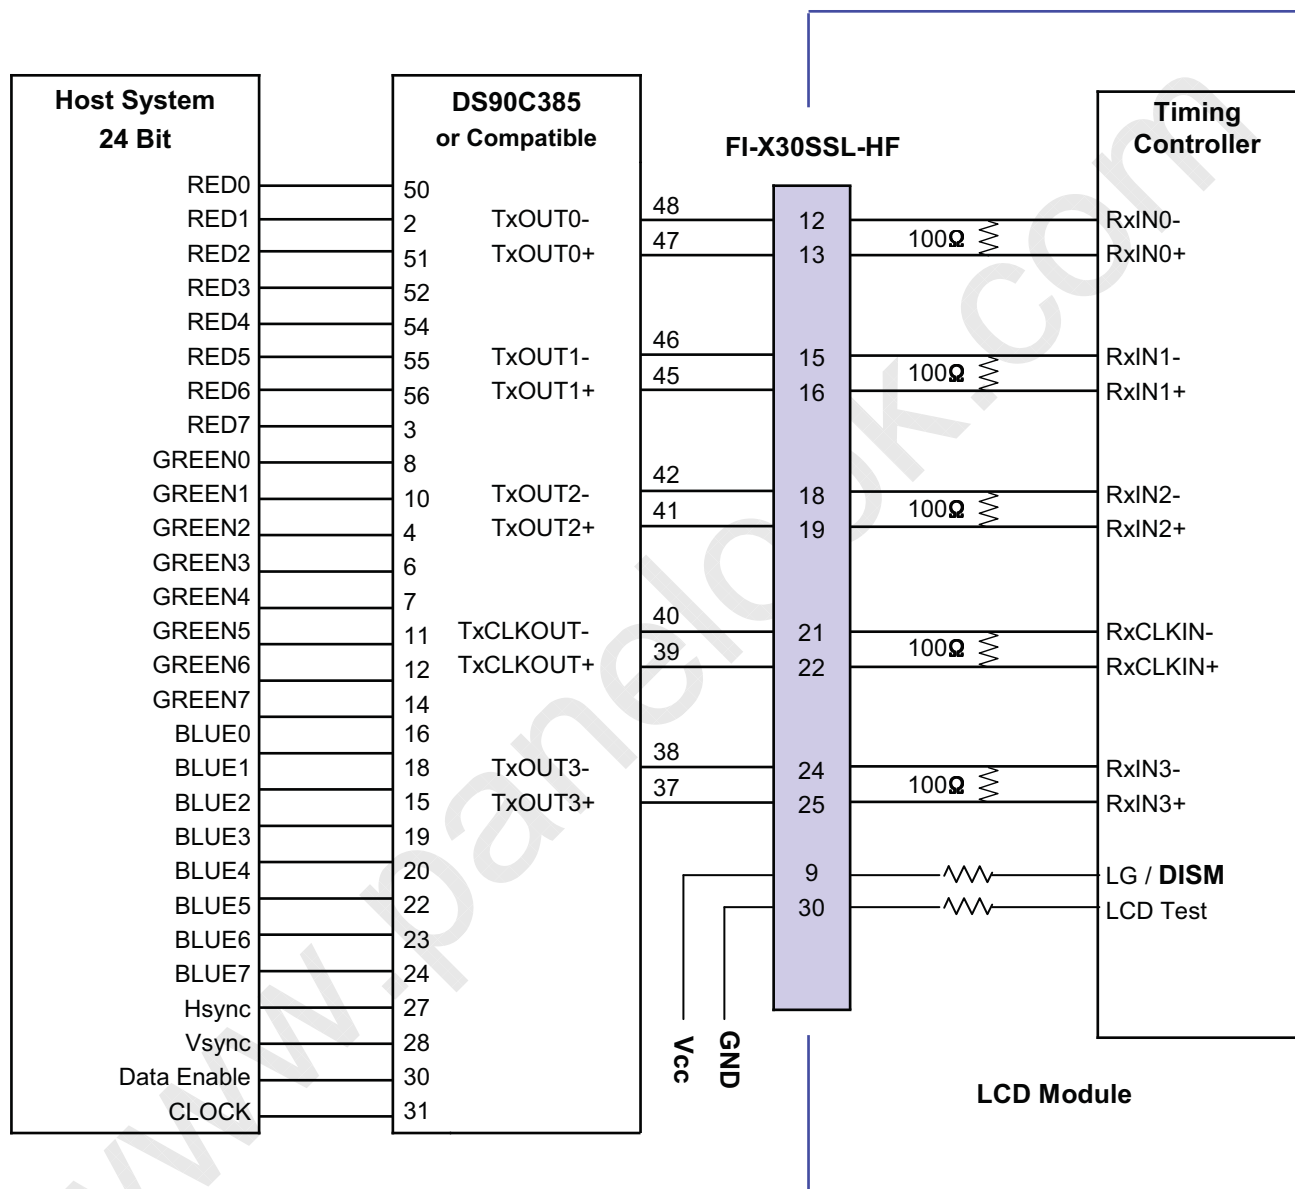 Host System
24 Bit
RED0
RED1
RED2
RED3
RED4
RED5
RED6
RED7
GREEN0
GREEN1
GREEN2
GREEN3
GREEN4
GREEN5
GREEN6
GREEN7
BLUE0
BLUE1
BLUE2
BLUE3
BLUE4
BLUE5
BLUE6
BLUE7
Hsync
Vsync
Data Enable
CLOCK
DS90C385
or Compatible
50
2
51
52
54
55
56
3
8
10
4
6
7
11
12
14
16
18
15
19
20
22
23
24
27
28
30
31
TxOUT0-
TxOUT0+
TxOUT1-
TxOUT1+
TxOUT2-
TxOUT2+
TxCLKOUT-
TxCLKOUT+
TxOUT3-
TxOUT3+
48
47
46
45
42
41
40
39
38
37
FI-X30SSL-HF
12
13
15
16
18
19
21
22
24
25
9
30
Vcc
GND
100Ω
100Ω
100Ω
100Ω
100Ω
Timing
Controller
RxIN0-
RxIN0+
RxIN1-
RxIN1+
RxIN2-
RxIN2+
RxCLKIN-
RxCLKIN+
RxIN3-
RxIN3+
LG / DISM
LCD Test
LCD Module
www.panelook.com